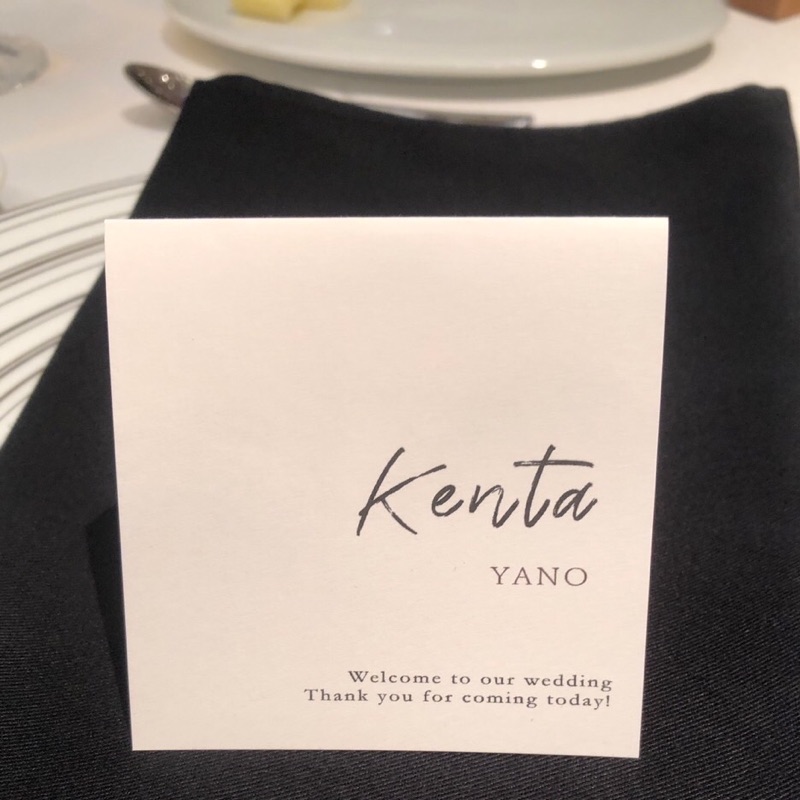 Kenta
YANO
Welcome to our wedding
Thank you for coming today!